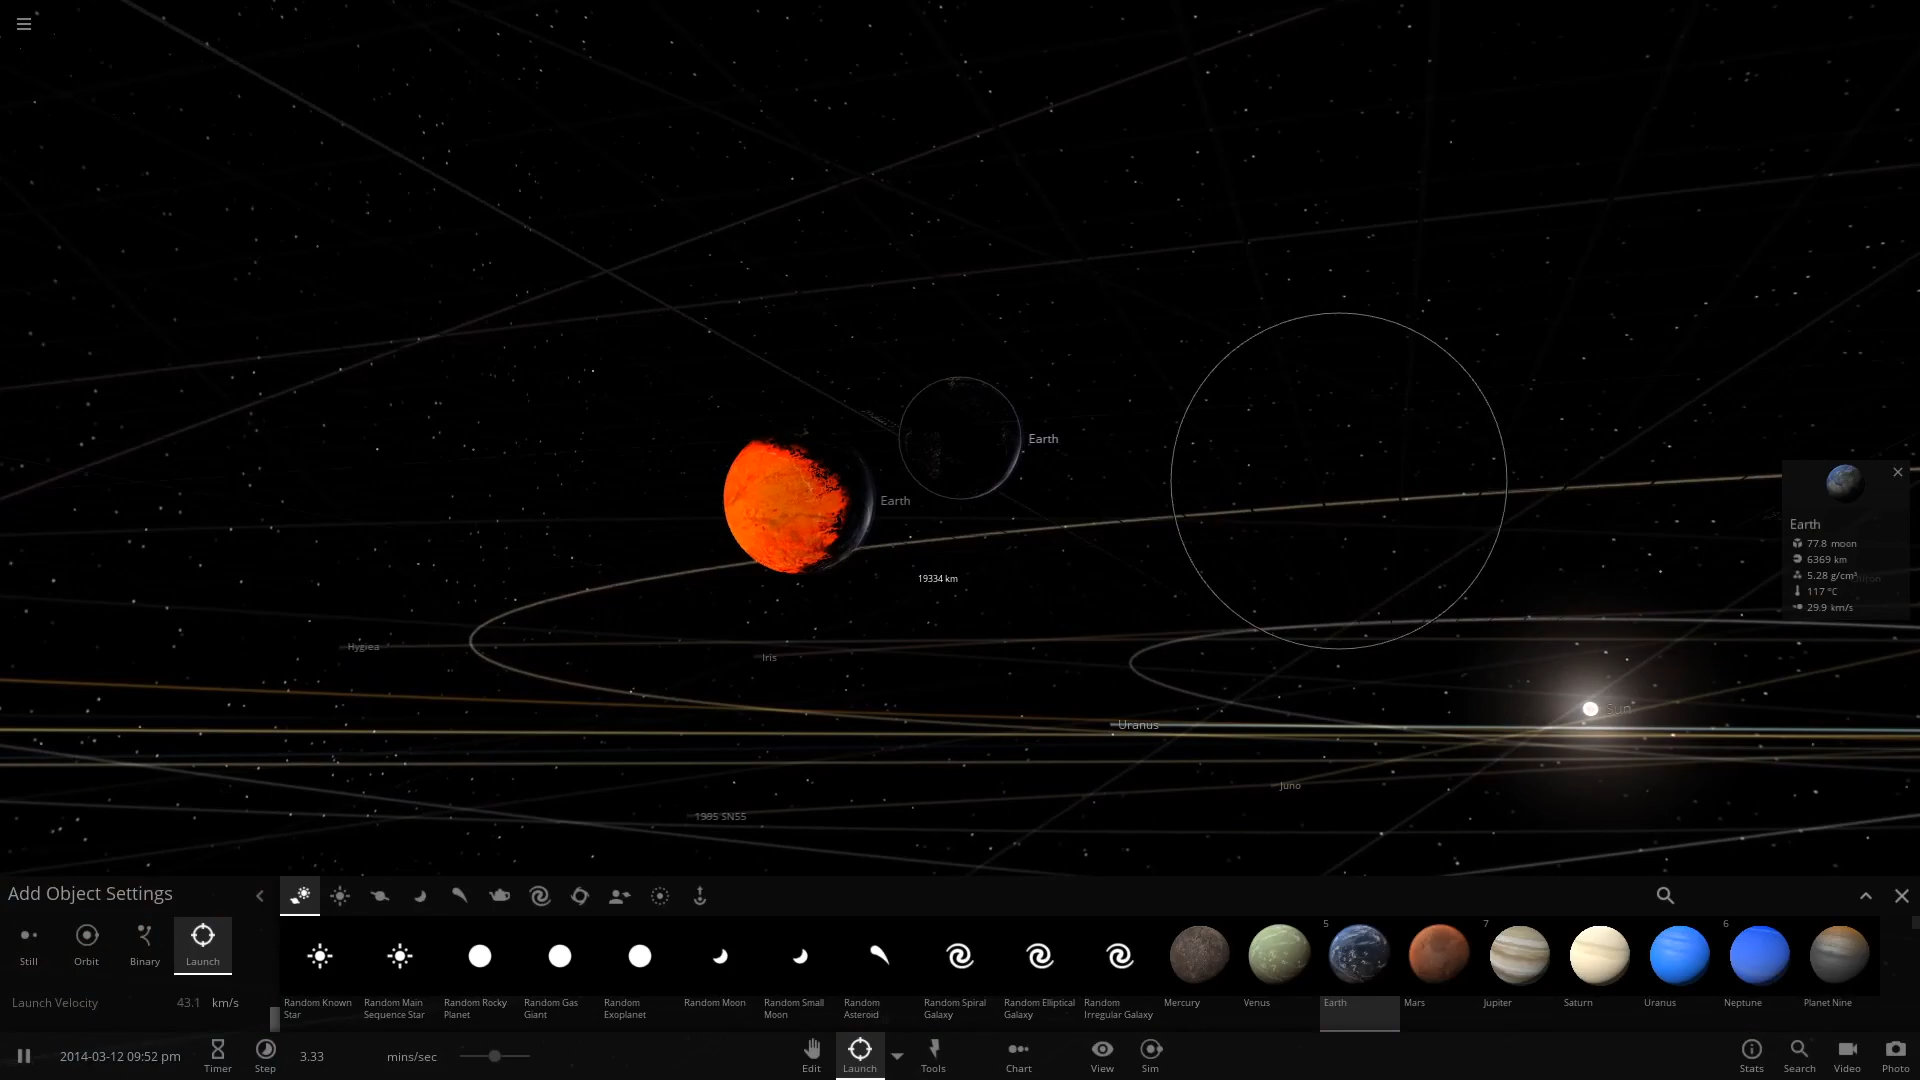 Earth
Earth
19334 km
Earth
77.8 moon
6369 km
5.28 g/cm³
117 °C
29.9 km/s
Hygiea
Iris
Sun
Uranus
Juno
1995 SN55
Add Object Settings
Still
Orbit
Binary
Launch
Launch Velocity 43.1 km/s
5
7
6
Random Known Star
Random Main Sequence Star
Random Rocky Planet
Random Gas Giant
Random Exoplanet
Random Moon
Random Small Moon
Random Asteroid
Random Spiral Galaxy
Random Elliptical Galaxy
Random Irregular Galaxy
Mercury
Venus
Earth
Mars
Jupiter
Saturn
Uranus
Neptune
Planet Nine
2014-03-12 09:52 pm
Timer
Step
3.33 mins/sec
Edit
Launch
Tools
Chart
View
Sim
Stats
Search
Video
Photo